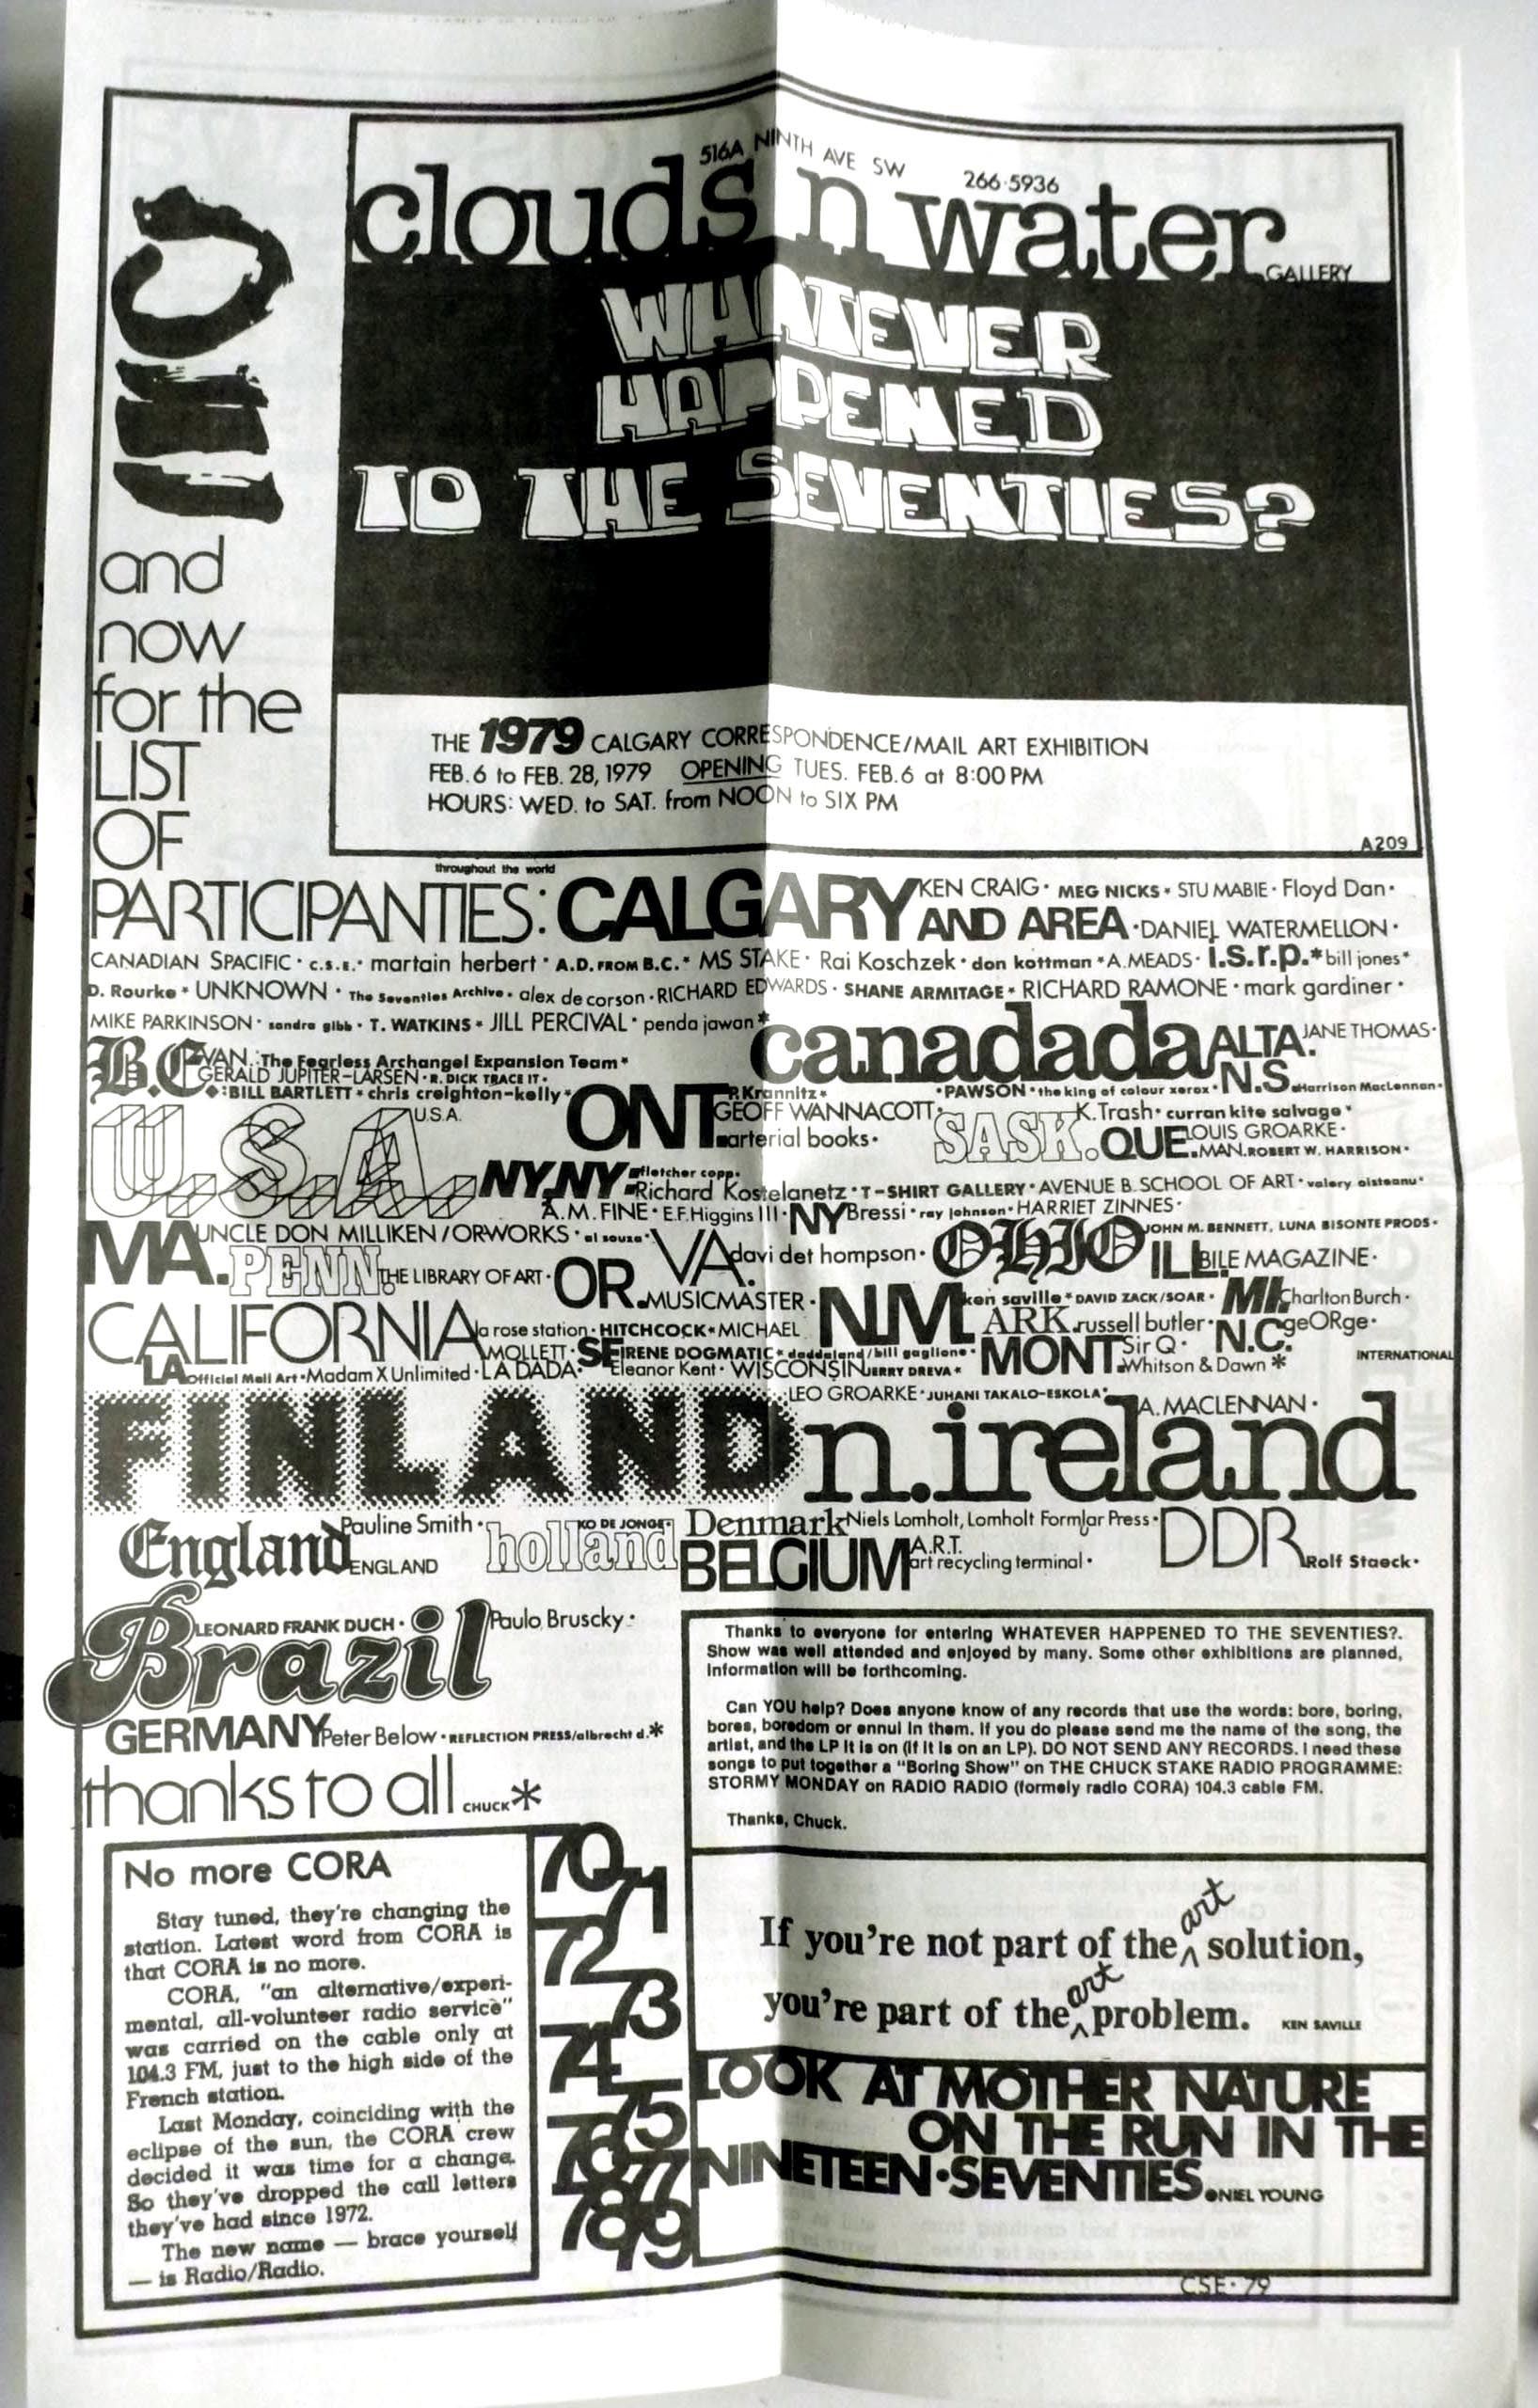 516A NINTH AVE SW 266·5936
clouds n water
GALLERY
WHATEVER
HAPPENED
TO THE SEVENTIES?
THE 1979 CALGARY CORRESPONDENCE/MAIL ART EXHIBITION
FEB. 6 to FEB. 28, 1979 OPENING TUES. FEB. 6 at 8:00 PM
HOURS: WED. to SAT. from NOON to SIX PM
A209
and
now
for the
LIST
OF
throughout the world
PARTICIPANTIES: CALGARY AND AREA
KEN CRAIG· MEG NICKS· STU MABIE· Floyd Dan·
·DANIEL WATERMELLON·
CANADIAN SPACIFIC· c.s.e.· martain herbert· A.D. FROM B.C.· MS STAKE· Rai Koschzek· don kottman *A. MEADS· i.s.r.p.* bill jones*
D. Rourke* UNKNOWN· The Seventies Archive· alex decorson· RICHARD EDWARDS· SHANE ARMITAGE* RICHARD RAMONE· mark gardiner·
MIKE PARKINSON· sandra gibb· T. WATKINS* JILL PERCIVAL· penda jawan*
canadada ALTA. JANE THOMAS·
B.C. VAN.: The Fearless Archangel Expansion Team*
GERALD JUPITER-LARSEN· R. DICK TRACE IT·
:BILL BARTLETT* chris creighton-kelly*
·PAWSON· the king of colour xerox· N.S. Harrison MacLennan·
ONT. P. Krannitz*
GEOFF WANNACOTT·
arterial books·
SASK. K. Trash· curran kite salvage*
QUE. LOUIS GROARKE·
MAN. ROBERT W. HARRISON·
U.S.A. U.S.A.
NY,NY: fletcher copp.
Richard Kostelanetz· T-SHIRT GALLERY· AVENUE B. SCHOOL OF ART· valery oisteanu·
A.M. FINE· E.F. Higgins III· NY Bressi· ray johnson· HARRIET ZINNES·
MA. UNCLE DON MILLIKEN/ORWORKS· al souza·
VA. davi det hompson·
OHIO JOHN M. BENNETT, LUNA BISONTE PRODS·
ILL. BILE MAGAZINE·
PENN. THE LIBRARY OF ART·
OR. MUSICMASTER·
N.M. ken saville* DAVID ZACK/SOAR· MI. Charlton Burch·
ARK. russell butler· N.C. geORge·
CALIFORNIA la rose station· HITCHCOCK* MICHAEL
MOLLETT· SF IRENE DOGMATIC* dadaland/bill gaglione·
LA Official Mail Art· Madam X Unlimited· LA DADA· Eleanor Kent· WISCONSIN JERRY DREVA*
MONT. Sir Q·
Whitson & Dawn *
INTERNATIONAL
FINLAND LEO GROARKE· JUHANI TAKALO-ESKOLA*
n.ireland A. MACLENNAN·
England Pauline Smith·
ENGLAND
holland KO DE JONGE·
Denmark Niels Lomholt, Lomholt Formular Press·
BELGIUM A.R.T.
art recycling terminal·
DDR Rolf Staeck·
Brazil LEONARD FRANK DUCH· Paulo Bruscky·
GERMANY Peter Below· REFLECTION PRESS/albrecht d.*
thanks to all CHUCK*
Thanks to everyone for entering WHATEVER HAPPENED TO THE SEVENTIES?.
Show was well attended and enjoyed by many. Some other exhibitions are planned,
information will be forthcoming.
Can YOU help? Does anyone know of any records that use the words: bore, boring,
bores, boredom or ennui in them. If you do please send me the name of the song, the
artist, and the LP it is on (if it is on an LP). DO NOT SEND ANY RECORDS. I need these
songs to put together a "Boring Show" on THE CHUCK STAKE RADIO PROGRAMME:
STORMY MONDAY on RADIO RADIO (formely radio CORA) 104.3 cable FM.
Thanks, Chuck.
No more CORA
Stay tuned, they're changing the
station. Latest word from CORA is
that CORA is no more.
CORA, "an alternative/experi-
mental, all-volunteer radio service"
was carried on the cable only at
104.3 FM, just to the high side of the
French station.
Last Monday, coinciding with the
eclipse of the sun, the CORA crew
decided it was time for a change.
So they've dropped the call letters
they've had since 1972.
The new name — brace yourself
— is Radio/Radio.
70
71
72
73
74
75
76
77
78
79
If you're not part of the art solution,
you're part of the art problem. KEN SAVILLE
LOOK AT MOTHER NATURE
ON THE RUN IN THE
NINETEEN·SEVENTIES. NIEL YOUNG
CSE· 79